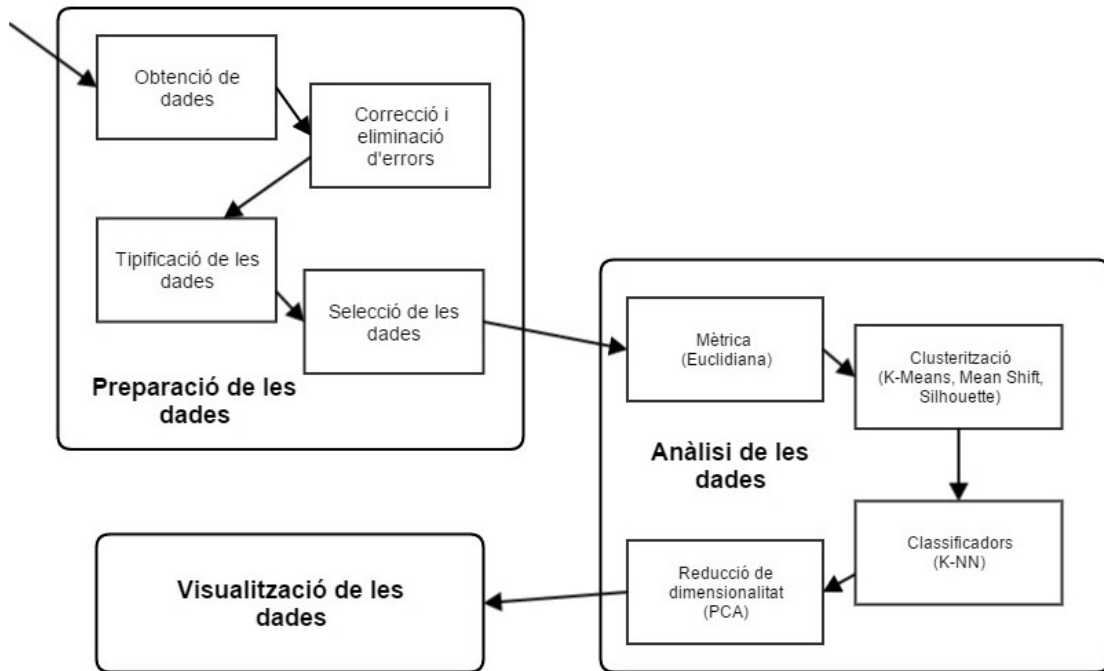 Obtenció de
dades
Correcció i
eliminació
d'errors
Tipificació de les
dades
Selecció de les
dades
Preparació de les
dades
Mètrica
(Euclidiana)
Clusterització
(K-Means, Mean Shift,
Silhouette)
Anàlisi de les
dades
Classificadors
(K-NN)
Reducció de
dimensionalitat
(PCA)
Visualització de les
dades